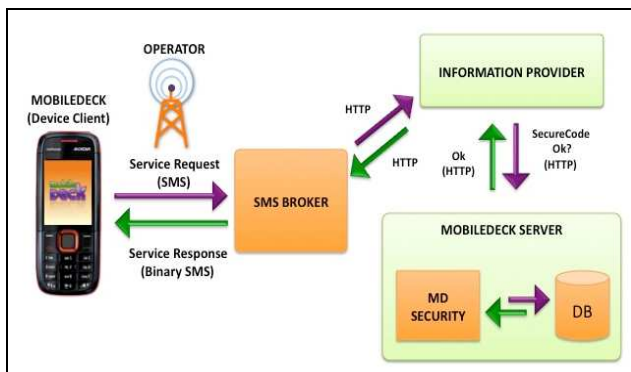 OPERATOR
MOBILEDECK
(Device Client)
Service Request
(SMS)
Service Response
(Binary SMS)
SMS BROKER
HTTP
HTTP
INFORMATION PROVIDER
Ok
(HTTP)
SecureCode
Ok?
(HTTP)
MOBILEDECK SERVER
MD
SECURITY
DB
DECK